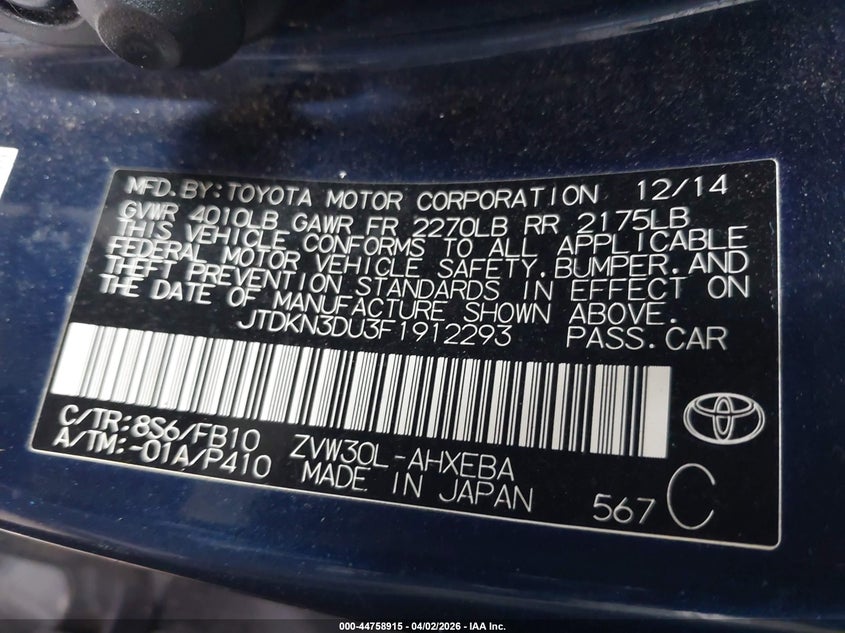 MFD.BY:TOYOTA MOTOR CORPORATION 12/14
GVWR 4010LB GAWR FR 2270LB RR 2175LB
THIS VEHICLE CONFORMS TO ALL APPLICABLE
FEDERAL MOTOR VEHICLE SAFETY,BUMPER,AND
THEFT PREVENTION STANDARDS IN EFFECT ON
THE DATE OF MANUFACTURE SHOWN ABOVE.
JTDKN3DU3F1912293 PASS.CAR
C/TR:8S6/FB10 ZVW30L-AHXEBA
A/TM:-01A/P410 MADE IN JAPAN 567 C
000-44758915 - 04/02/2026 - IAA Inc.